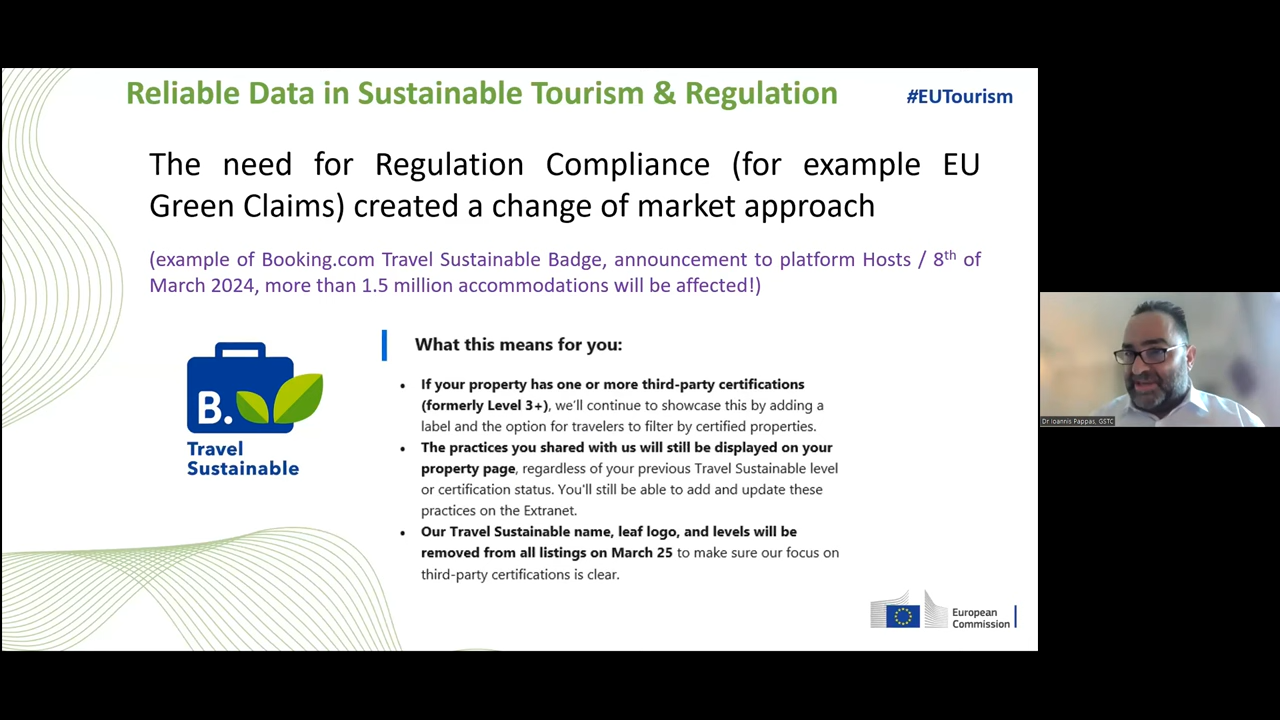 Reliable Data in Sustainable Tourism & Regulation
#EUTourism
The need for Regulation Compliance (for example EU
Green Claims) created a change of market approach
(example of Booking.com Travel Sustainable Badge, announcement to platform Hosts / 8th of
March 2024, more than 1.5 million accommodations will be affected!)
B.
Travel
Sustainable
What this means for you:
• If your property has one or more third-party certifications
(formerly Level 3+), we'll continue to showcase this by adding a
label and the option for travelers to filter by certified properties.
• The practices you shared with us will still be displayed on your
property page, regardless of your previous Travel Sustainable level
or certification status. You'll still be able to add and update these
practices on the Extranet.
• Our Travel Sustainable name, leaf logo, and levels will be
removed from all listings on March 25 to make sure our focus on
third-party certifications is clear.
European
Commission
Dr Ioannis Pappas, GSTC